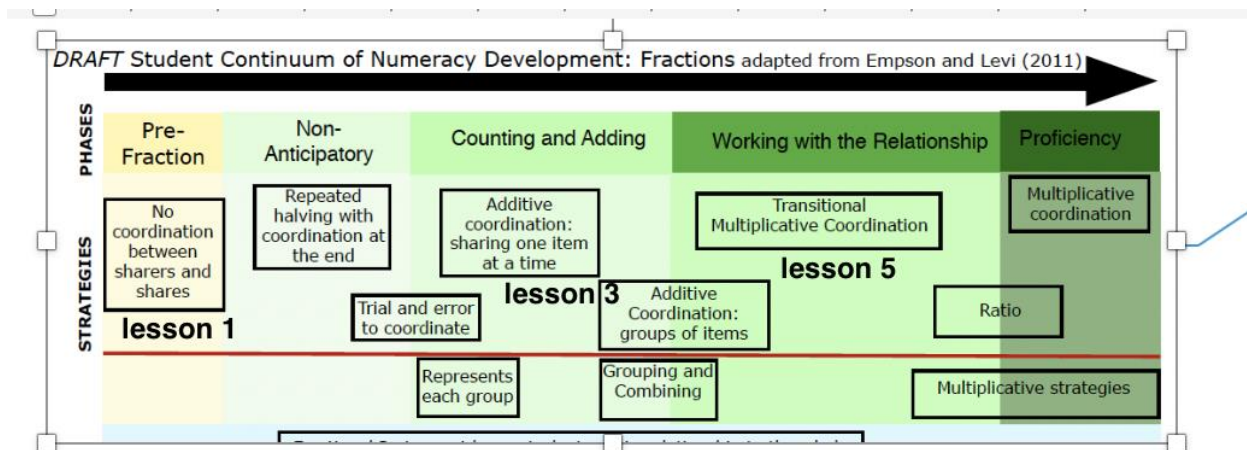 DRAFT Student Continuum of Numeracy Development: Fractions adapted from Empson and Levi (2011)
PHASES
Pre-
Fraction
Non-
Anticipatory
Counting and Adding
Working with the Relationship
Proficiency
STRATEGIES
No
coordination
between
sharers and
shares
Repeated
halving with
coordination at
the end
Additive
coordination:
sharing one item
at a time
Transitional
Multiplicative Coordination
Multiplicative
coordination
lesson 1
Trial and error
to coordinate
lesson 3
Additive
Coordination:
groups of items
lesson 5
Ratio
Represents
each group
Grouping and
Combining
Multiplicative strategies